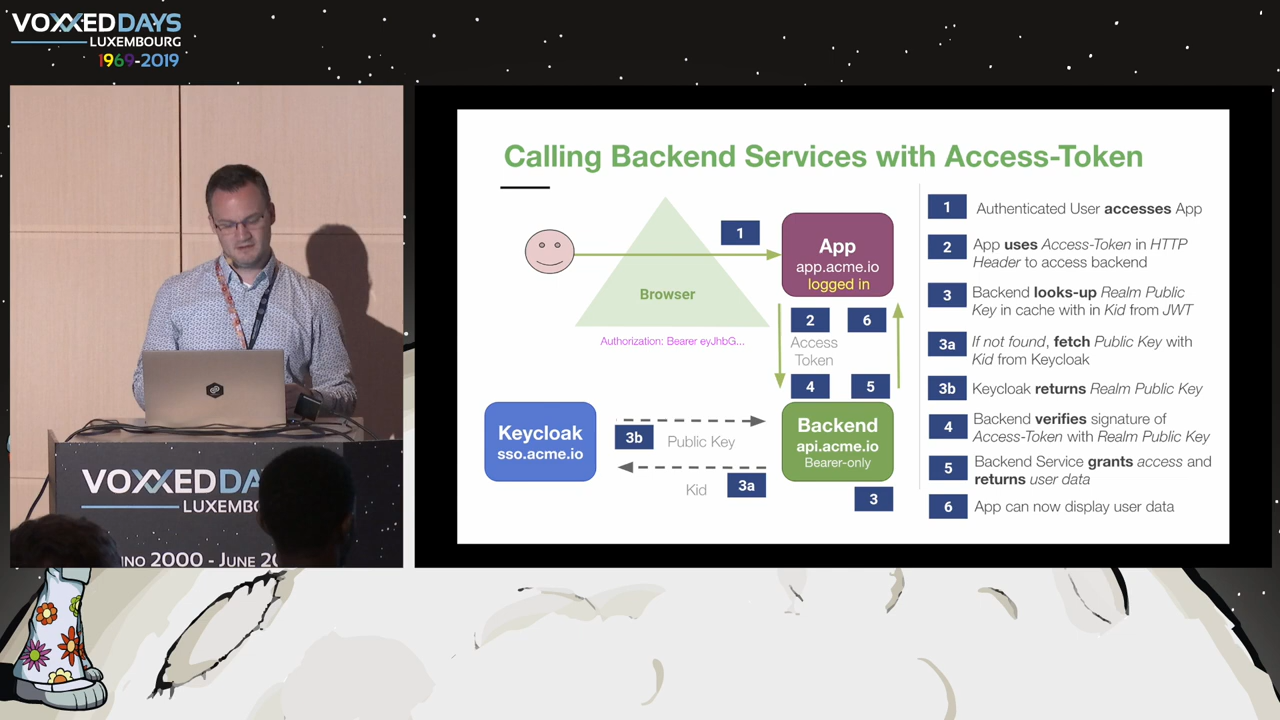 VOXXED DAYS
LUXEMBOURG
1969-2019
Calling Backend Services with Access-Token
1
App
app.acme.io
logged in
Browser
Authorization: Bearer eyJhbG...
2
6
Access
Token
4
5
Keycloak
sso.acme.io
3b
Public Key
Kid
3a
Backend
api.acme.io
Bearer-only
3
1 Authenticated User accesses App
2 App uses Access-Token in HTTP
Header to access backend
3 Backend looks-up Realm Public
Key in cache with in Kid from JWT
3a If not found, fetch Public Key with
Kid from Keycloak
3b Keycloak returns Realm Public Key
4 Backend verifies signature of
Access-Token with Realm Public Key
5 Backend Service grants access and
returns user data
6 App can now display user data
VOXXED DA
LUXEMBO
2000 - JUNE 20